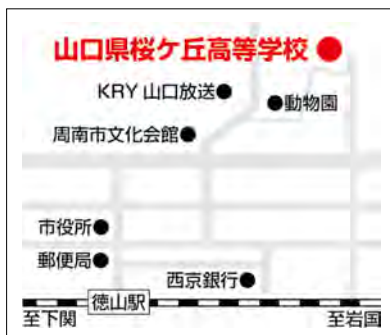 山口県桜ケ丘高等学校
KRY 山口放送
動物園
周南市文化会館
市役所
郵便局
西京銀行
徳山駅
至下関
至岩国